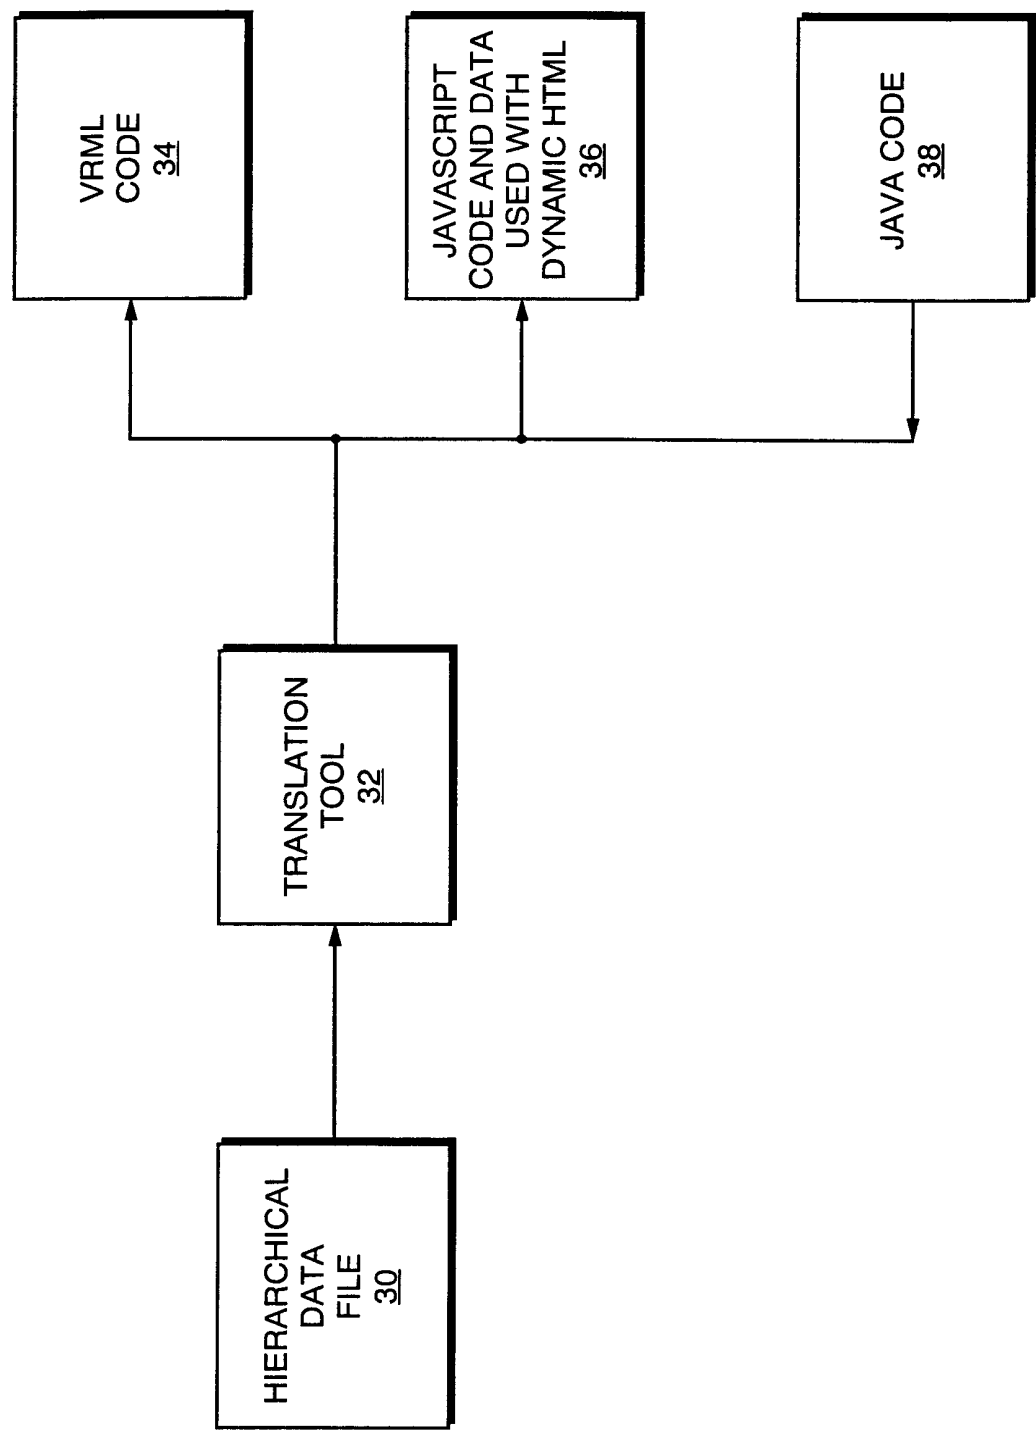 HIERARCHICAL
DATA
FILE
30
TRANSLATION
TOOL
32
VRML
CODE
34
JAVASCRIPT
CODE AND DATA
USED WITH
DYNAMIC HTML
36
JAVA CODE
38